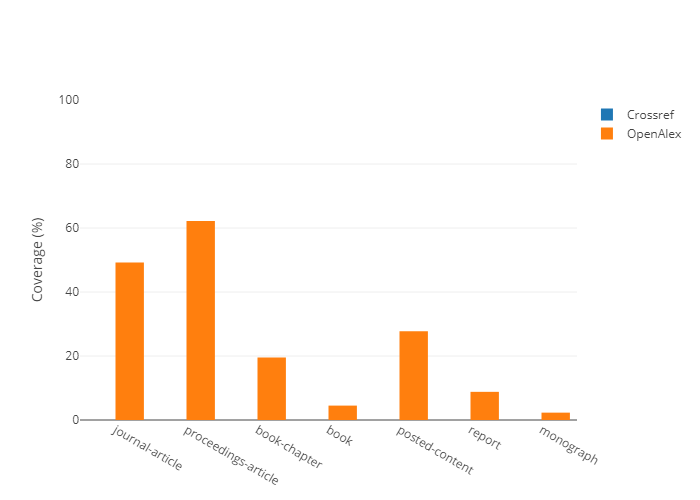 100
80
60
40
20
0
Coverage (%)
journal-article
proceedings-article
book-chapter
book
posted-content
report
monograph
Crossref
OpenAlex